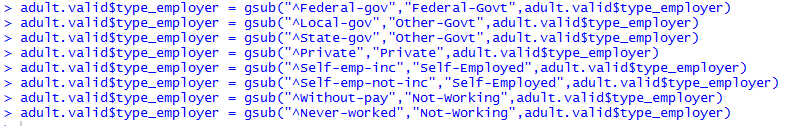 > adult.valid$type_employer = gsub("^Federal-gov","Federal-Govt",adult.valid$type_employer)
> adult.valid$type_employer = gsub("^Local-gov","Other-Govt",adult.valid$type_employer)
> adult.valid$type_employer = gsub("^State-gov","Other-Govt",adult.valid$type_employer)
> adult.valid$type_employer = gsub("^Private","Private",adult.valid$type_employer)
> adult.valid$type_employer = gsub("^Self-emp-inc","Self-Employed",adult.valid$type_employer)
> adult.valid$type_employer = gsub("^Self-emp-not-inc","Self-Employed",adult.valid$type_employer)
> adult.valid$type_employer = gsub("^Without-pay","Not-Working",adult.valid$type_employer)
> adult.valid$type_employer = gsub("^Never-worked","Not-Working",adult.valid$type_employer)